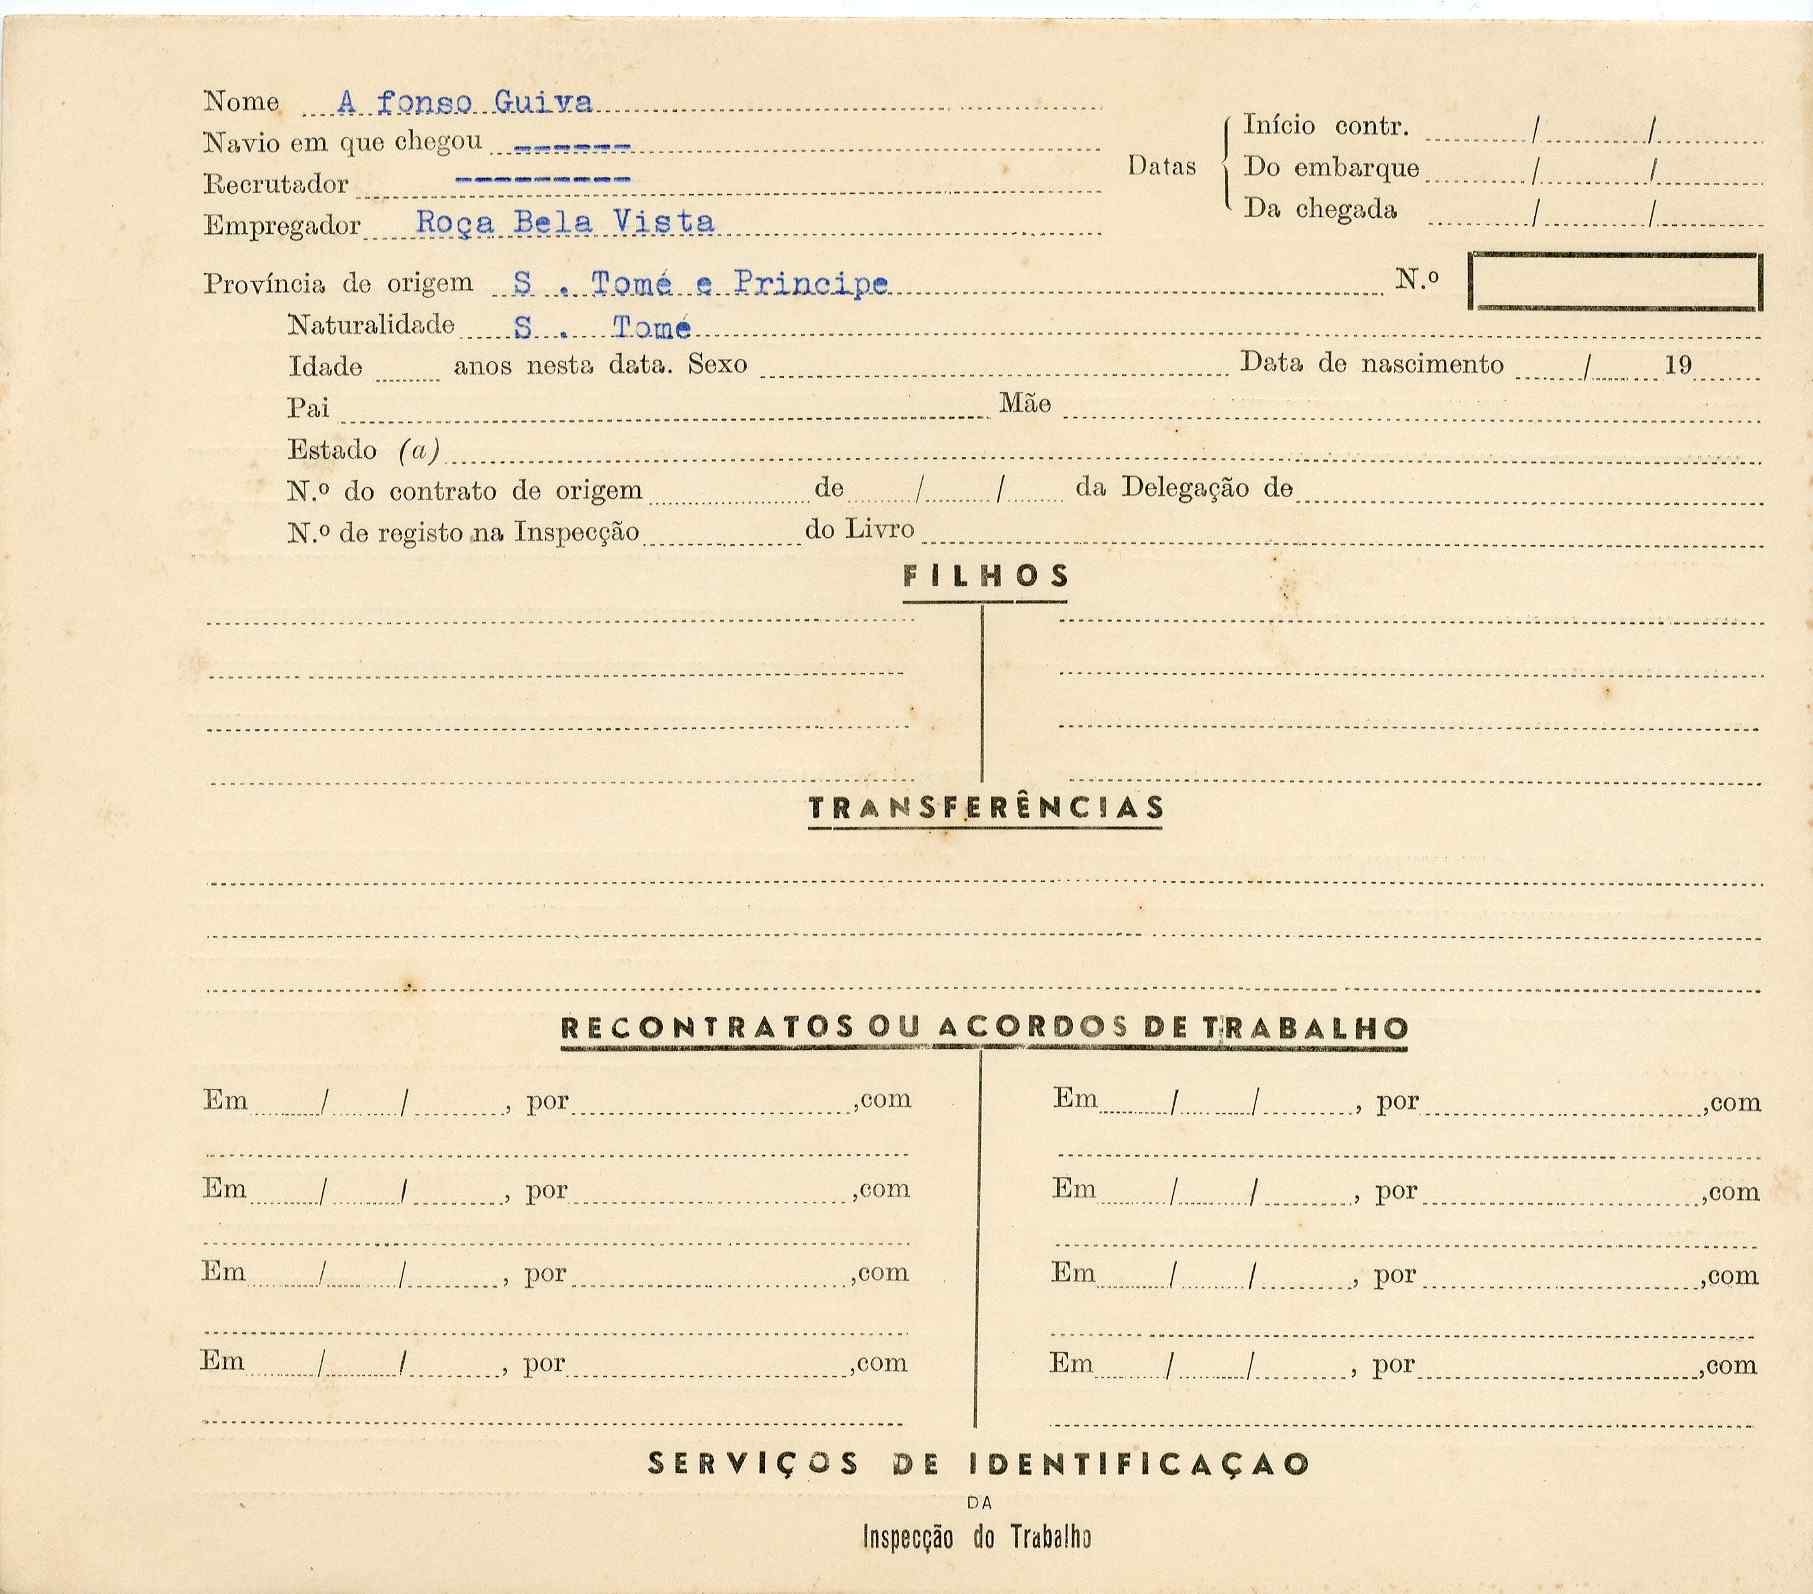 Nome A fonso Guiva
Navio em que chegou ------
Recrutador ---------
Empregador Roça Bela Vista
Datas
Início contr. / /
Do embarque / /
Da chegada / /
Província de origem S . Tomé e Principe N.º
Naturalidade S . Tomé
Idade anos nesta data. Sexo Data de nascimento / 19
Pai Mãe
Estado (a)
N.º do contrato de origem de / / da Delegação de
N.º de registo na Inspecção do Livro
FILHOS
TRANSFERÊNCIAS
RECONTRATOS OU ACORDOS DE TRABALHO
Em / / , por ,com
Em / / , por ,com
Em / / , por ,com
Em / / , por ,com
Em / / , por ,com
Em / / , por ,com
Em / / , por ,com
Em / / , por ,com
SERVIÇOS DE IDENTIFICAÇAO
DA
Inspecção do Trabalho